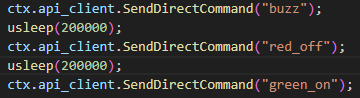 ctx.api_client.SendDirectCommand("buzz");
usleep(200000);
ctx.api_client.SendDirectCommand("red_off");
usleep(200000);
ctx.api_client.SendDirectCommand("green_on");